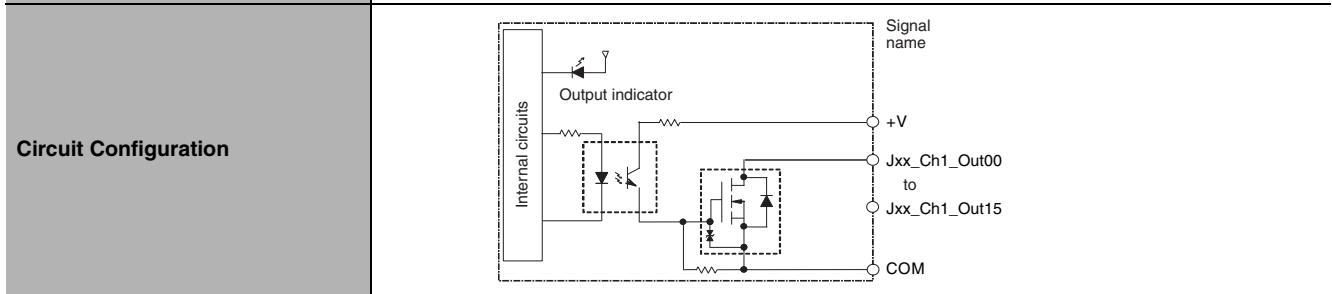 Circuit Configuration
Signal
name
Output indicator
Internal circuits
+V
Jxx_Ch1_Out00
to
Jxx_Ch1_Out15
COM